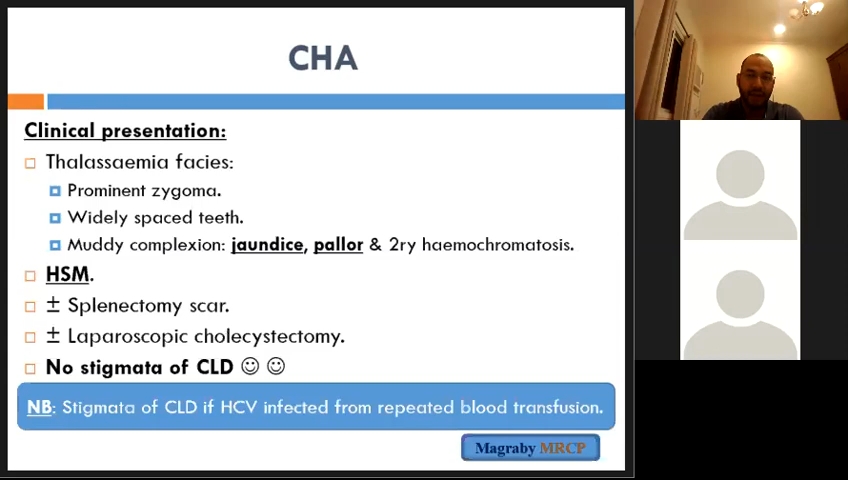 CHA
Clinical presentation:
Thalassaemia facies:
Prominent zygoma.
Widely spaced teeth.
Muddy complexion: jaundice, pallor & 2ry haemochromatosis.
HSM.
± Splenectomy scar.
± Laparoscopic cholecystectomy.
No stigmata of CLD ☺ ☺
NB: Stigmata of CLD if HCV infected from repeated blood transfusion.
Magraby MRCP